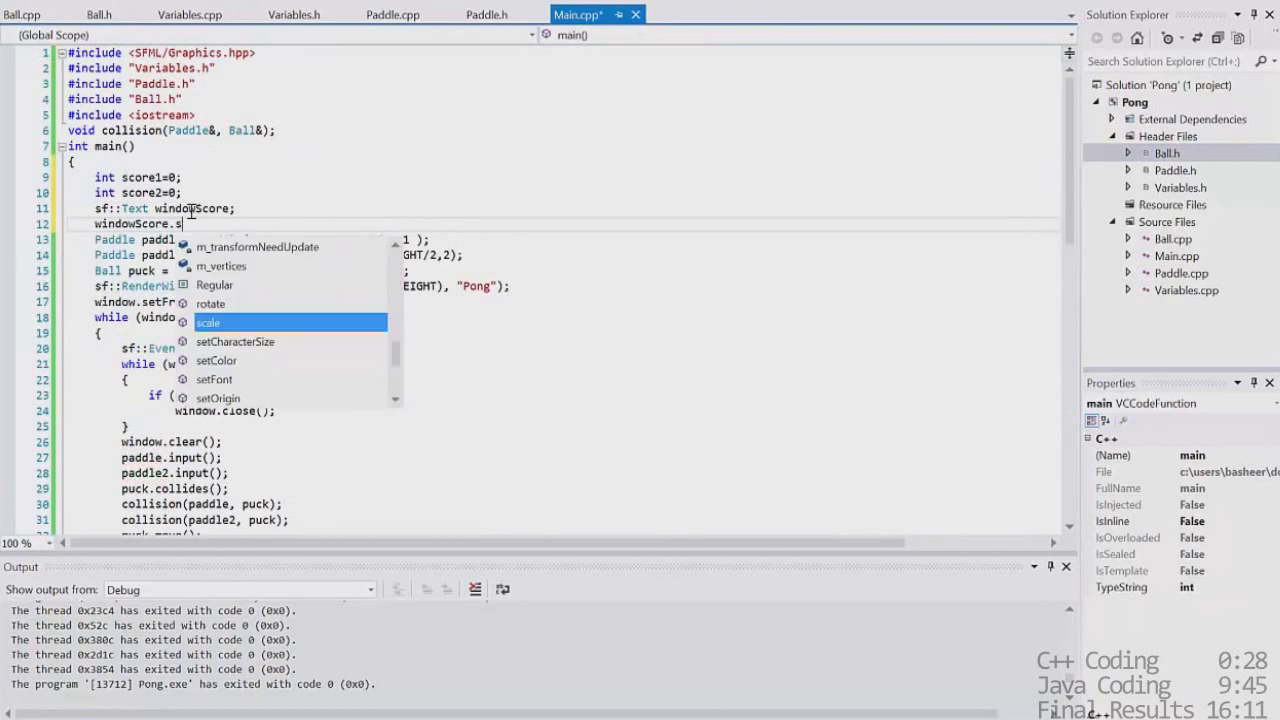 Ball.cpp Ball.h Variables.cpp Variables.h Paddle.cpp Paddle.h Main.cpp*
(Global Scope) main()
1 #include <SFML/Graphics.hpp>
2 #include "Variables.h"
3 #include "Paddle.h"
4 #include "Ball.h"
5 #include <iostream>
6 void collision(Paddle&, Ball&);
7 int main()
8 {
9 int score1=0;
10 int score2=0;
11 sf::Text windowScore;
12 windowScore.s
13 Paddle paddl 1 );
14 Paddle paddl GHT/2,2);
15 Ball puck = ;
16 sf::RenderWi EIGHT), "Pong");
17 window.setFr
18 while (windo
19 {
20 sf::Even
21 while (w
22 {
23 if (
24 window.close();
25 }
26 window.clear();
27 paddle.input();
28 paddle2.input();
29 puck.collides();
30 collision(paddle, puck);
31 collision(paddle2, puck);
m_transformNeedUpdate
m_vertices
Regular
rotate
scale
setCharacterSize
setColor
setFont
setOrigin
100 %
Output
Show output from: Debug
The thread 0x23c4 has exited with code 0 (0x0).
The thread 0x52c has exited with code 0 (0x0).
The thread 0x380c has exited with code 0 (0x0).
The thread 0x2d1c has exited with code 0 (0x0).
The thread 0x3854 has exited with code 0 (0x0).
The program '[13712] Pong.exe' has exited with code 0 (0x0).
Solution Explorer
Search Solution Explorer (Ctrl+;)
Solution 'Pong' (1 project)
Pong
External Dependencies
Header Files
Ball.h
Paddle.h
Variables.h
Resource Files
Source Files
Ball.cpp
Main.cpp
Paddle.cpp
Variables.cpp
Properties
main VCCodeFunction
C++
(Name) main
File c:\users\basheer\do
FullName main
IsInjected False
IsInline False
IsOverloaded False
IsSealed False
IsTemplate False
TypeString int
C++
C++ Coding 0:28
Java Coding 9:45
Final Results 16:11